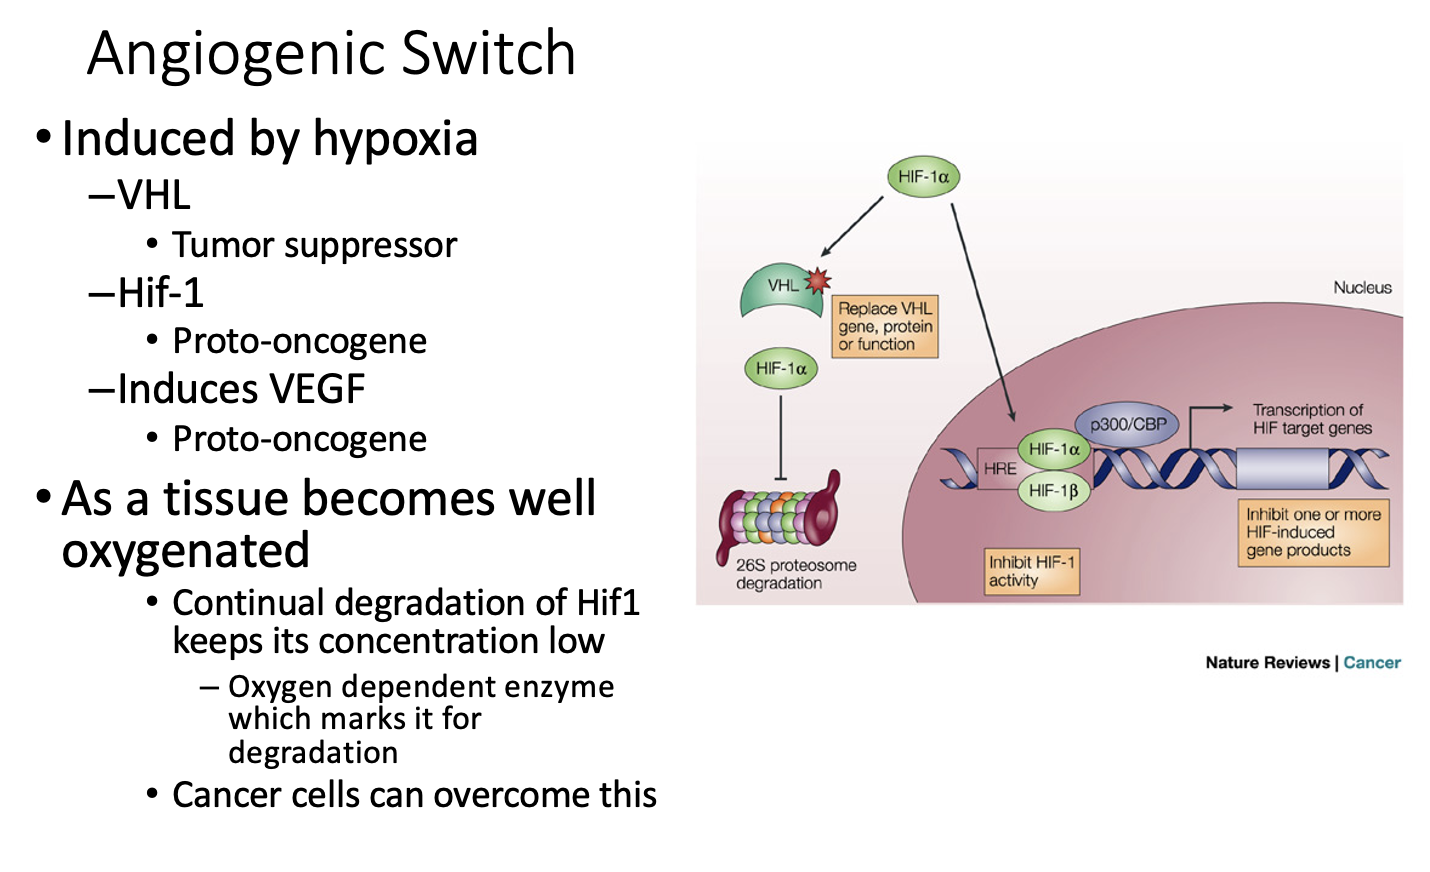 Angiogenic Switch
• Induced by hypoxia
–VHL
• Tumor suppressor
–Hif-1
• Proto-oncogene
–Induces VEGF
• Proto-oncogene
• As a tissue becomes well
oxygenated
• Continual degradation of Hif1
keeps its concentration low
– Oxygen dependent enzyme
which marks it for
degradation
• Cancer cells can overcome this
HIF-1α
VHL
Replace VHL
gene, protein
or function
HIF-1α
26S proteosome
degradation
Nucleus
p300/CBP
Transcription of
HIF target genes
HRE
HIF-1α
HIF-1β
Inhibit HIF-1
activity
Inhibit one or more
HIF-induced
gene products
Nature Reviews | Cancer